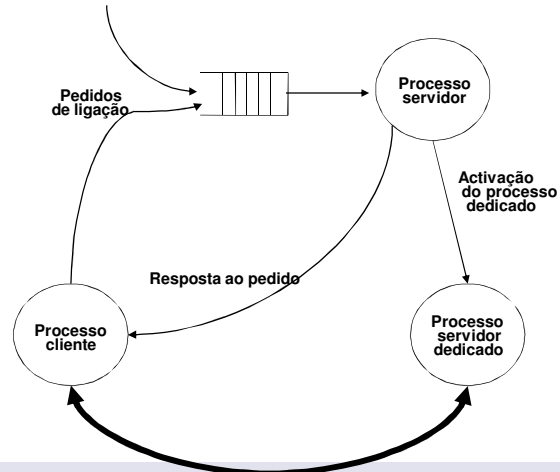 Pedidos
de ligação
Processo
servidor
Activação
do processo
dedicado
Resposta ao pedido
Processo
cliente
Processo
servidor
dedicado